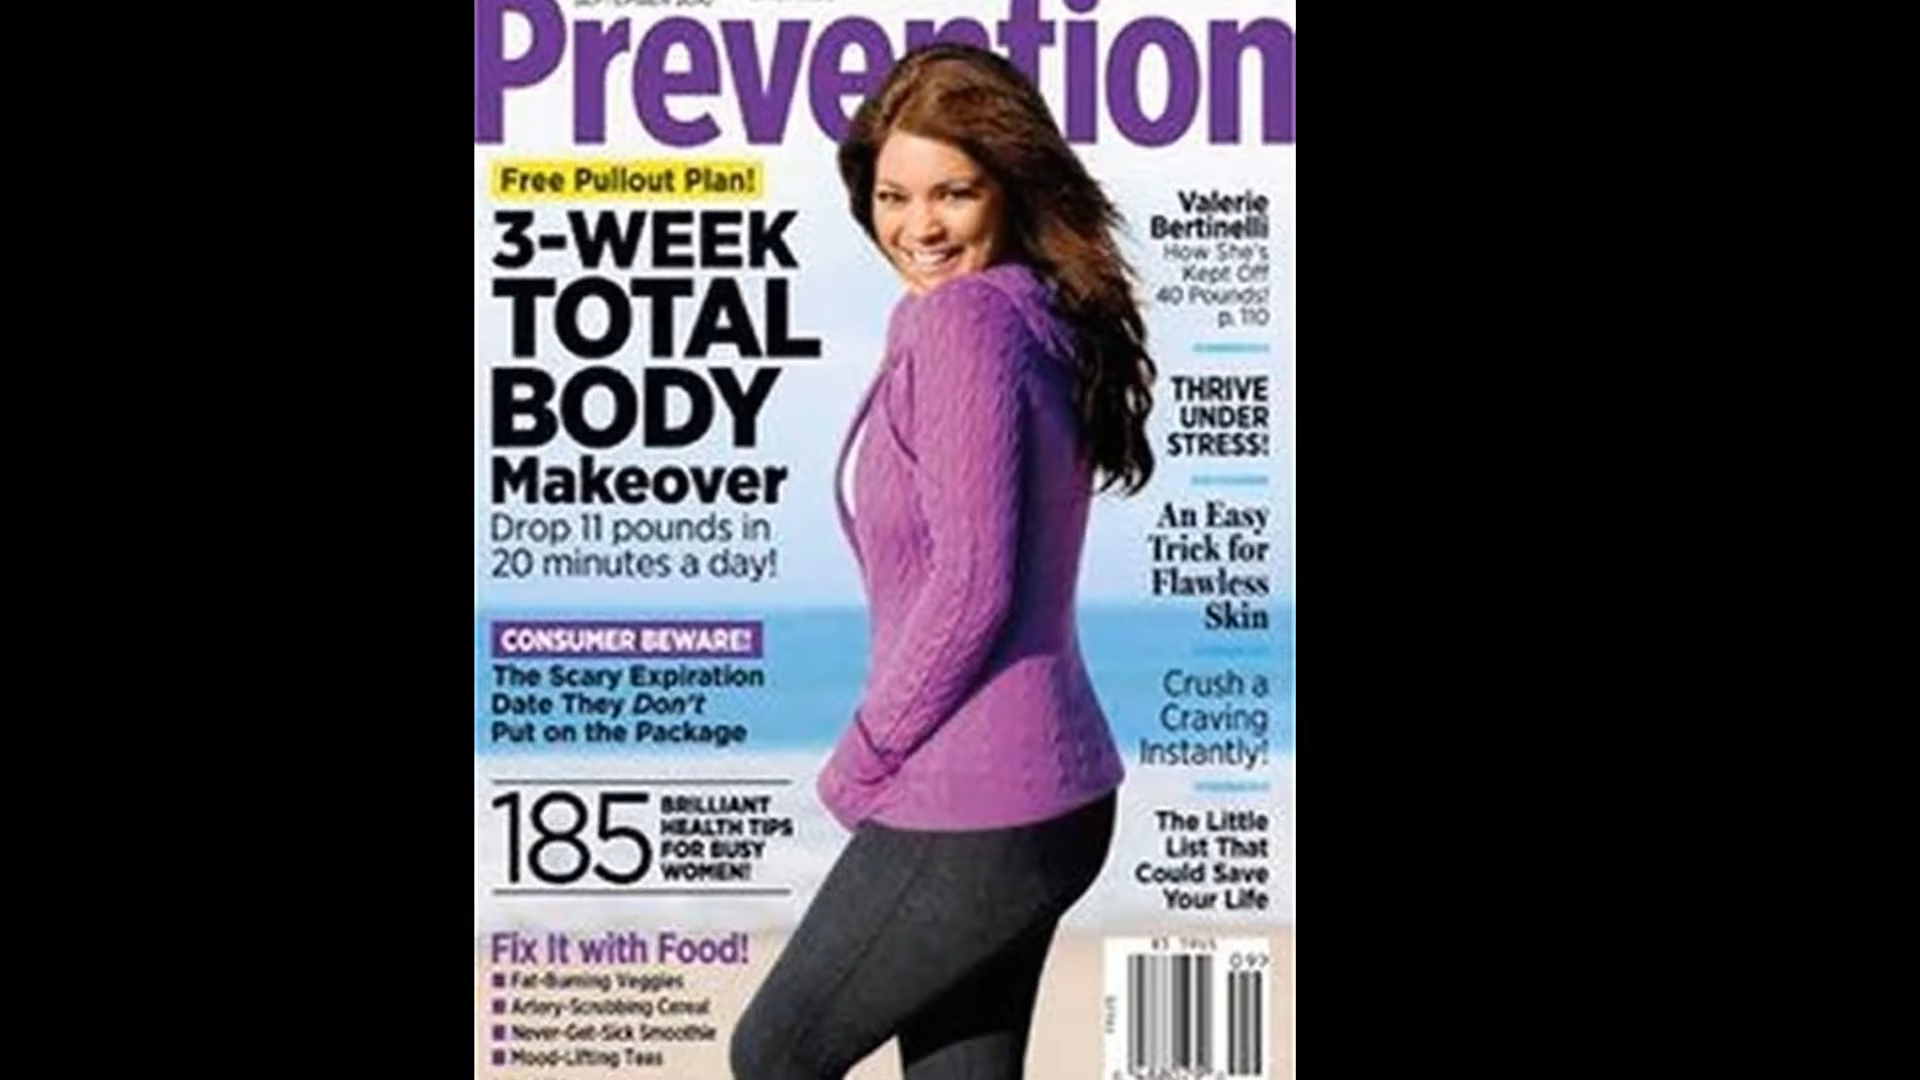 Prevention
Free Pullout Plan!
3-WEEK
TOTAL
BODY
Makeover
Drop 11 pounds in
20 minutes a day!
CONSUMER BEWARE!
The Scary Expiration
Date They Don't
Put on the Package
185
BRILLIANT
HEALTH TIPS
FOR BUSY
WOMEN!
Fix It with Food!
Fat-Burning Veggies
Artery-Scrubbing Cereal
Never-Get-Sick Smoothie
Mood-Lifting Teas
Valerie
Bertinelli
How She's
Kept Off
40 Pounds!
p. 110
THRIVE
UNDER
STRESS!
An Easy
Trick for
Flawless
Skin
Crush a
Craving
Instantly!
The Little
List That
Could Save
Your Life
09